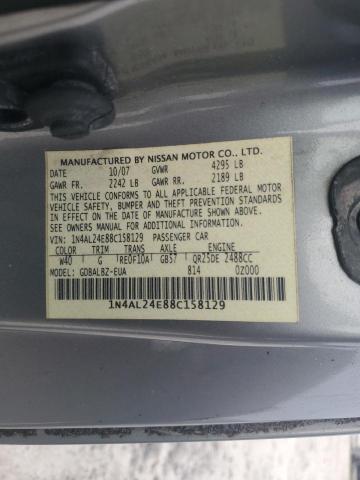 MANUFACTURED BY NISSAN MOTOR CO., LTD.
DATE 10/07 GVWR 4295 LB
GAWR FR. 2242 LB GAWR RR. 2189 LB
THIS VEHICLE CONFORMS TO ALL APPLICABLE FEDERAL MOTOR
VEHICLE SAFETY, BUMPER, AND THEFT PREVENTION STANDARDS
IN EFFECT ON THE DATE OF MANUFACTURE SHOWN ABOVE.
SEE OWNER'S MANUAL FOR ADDITIONAL INFORMATION.
VEHICLE
VIN: 1N4AL24E88C158129 PASSENGER CAR
COLOR TRIM TRANS AXLE ENGINE
W40 G RE0F10A GB57 QR25DE 2488CC
MODEL: GDBALBZ-EUA 814 0Z000
1N4AL24E88C158129